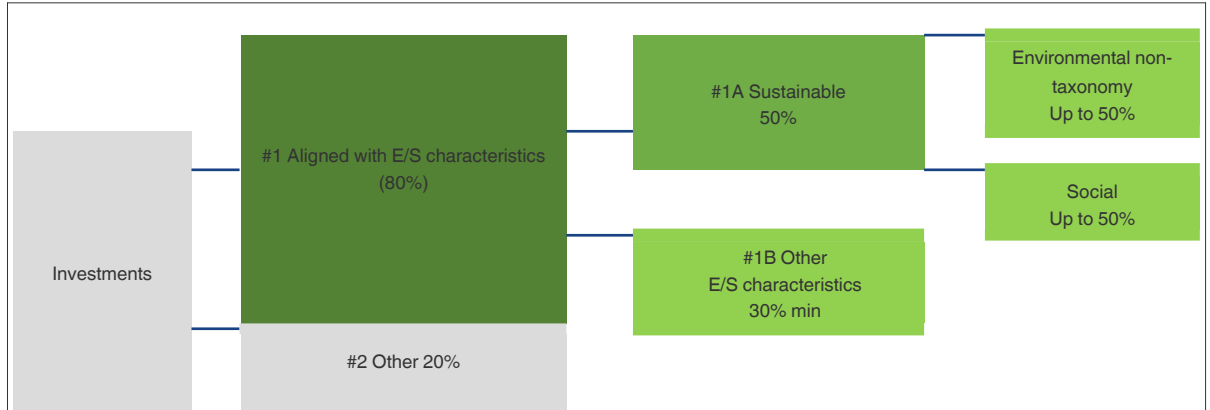 Investments
#1 Aligned with E/S characteristics
(80%)
#2 Other 20%
#1A Sustainable
50%
#1B Other
E/S characteristics
30% min
Environmental non-
taxonomy
Up to 50%
Social
Up to 50%